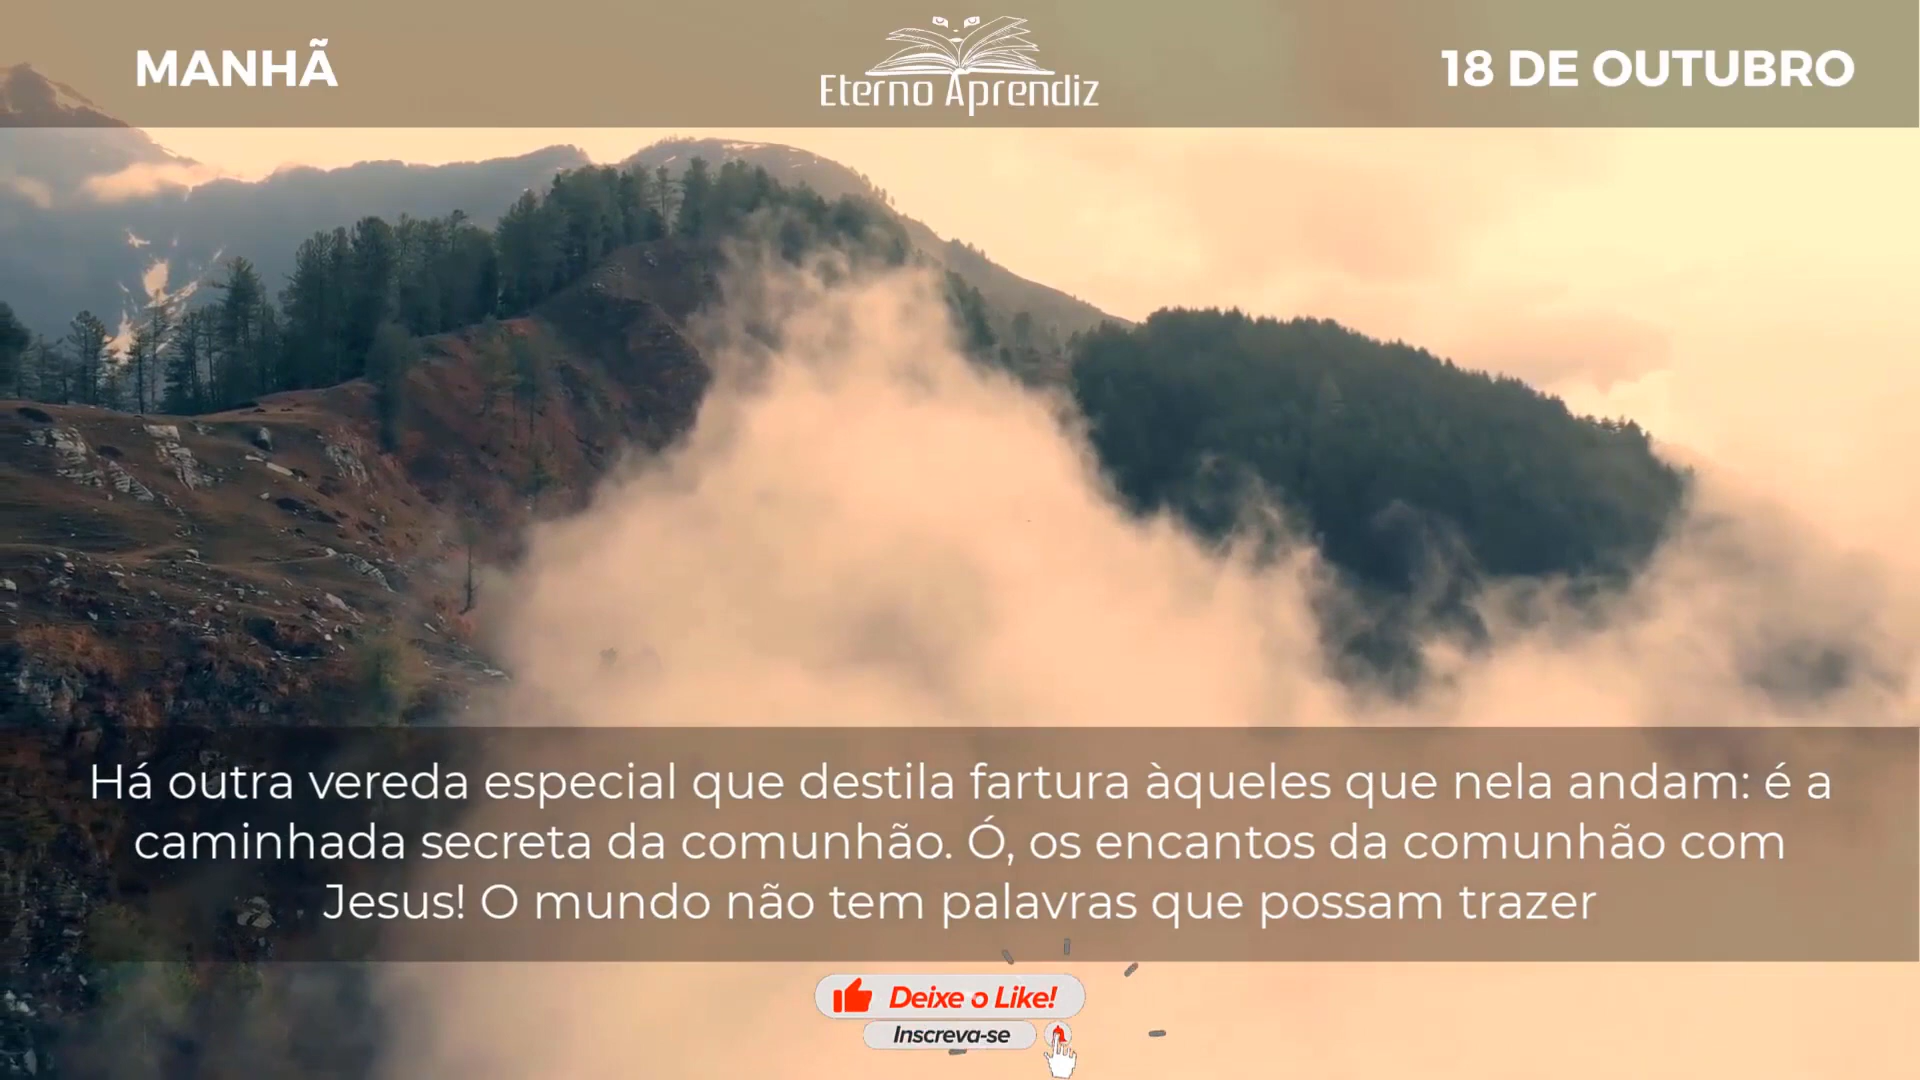 MANHÃ
Eterno Aprendiz
18 DE OUTUBRO
Há outra vereda especial que destila fartura àqueles que nela andam: é a
caminhada secreta da comunhão. Ó, os encantos da comunhão com
Jesus! O mundo não tem palavras que possam trazer
Deixe o Like!
Inscreva-se